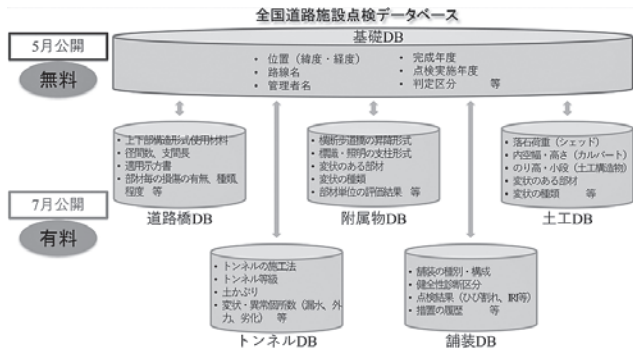 全国道路施設点検データベース
5月公開
無料
基礎DB
• 位置（緯度・経度）
• 路線名
• 管理者名
• 完成年度
• 点検実施年度
• 判定区分　等
7月公開
有料
• 上下部構造形式使用材料
• 径間数、支間長
• 適用示方書
• 部材毎の損傷の有無、種類、
程度　等
道路橋DB
• 横断歩道橋の昇降形式
• 標識・照明の支柱形式
• 変状のある部材
• 変状の種類
• 部材単位の評価結果　等
附属物DB
• 落石荷重（シェッド）
• 内空幅・高さ（カルバート）
• のり高・小段（土工構造物）
• 変状のある部材
• 変状の種類　等
土工DB
• トンネルの施工法
• トンネル等級
• 土かぶり
• 変状・異常個所数（漏水、外
力、劣化）　等
トンネルDB
• 舗装の種別・構成
• 健全性診断区分
• 点検結果（ひび割れ、IRI等）
• 措置の履歴　等
舗装DB